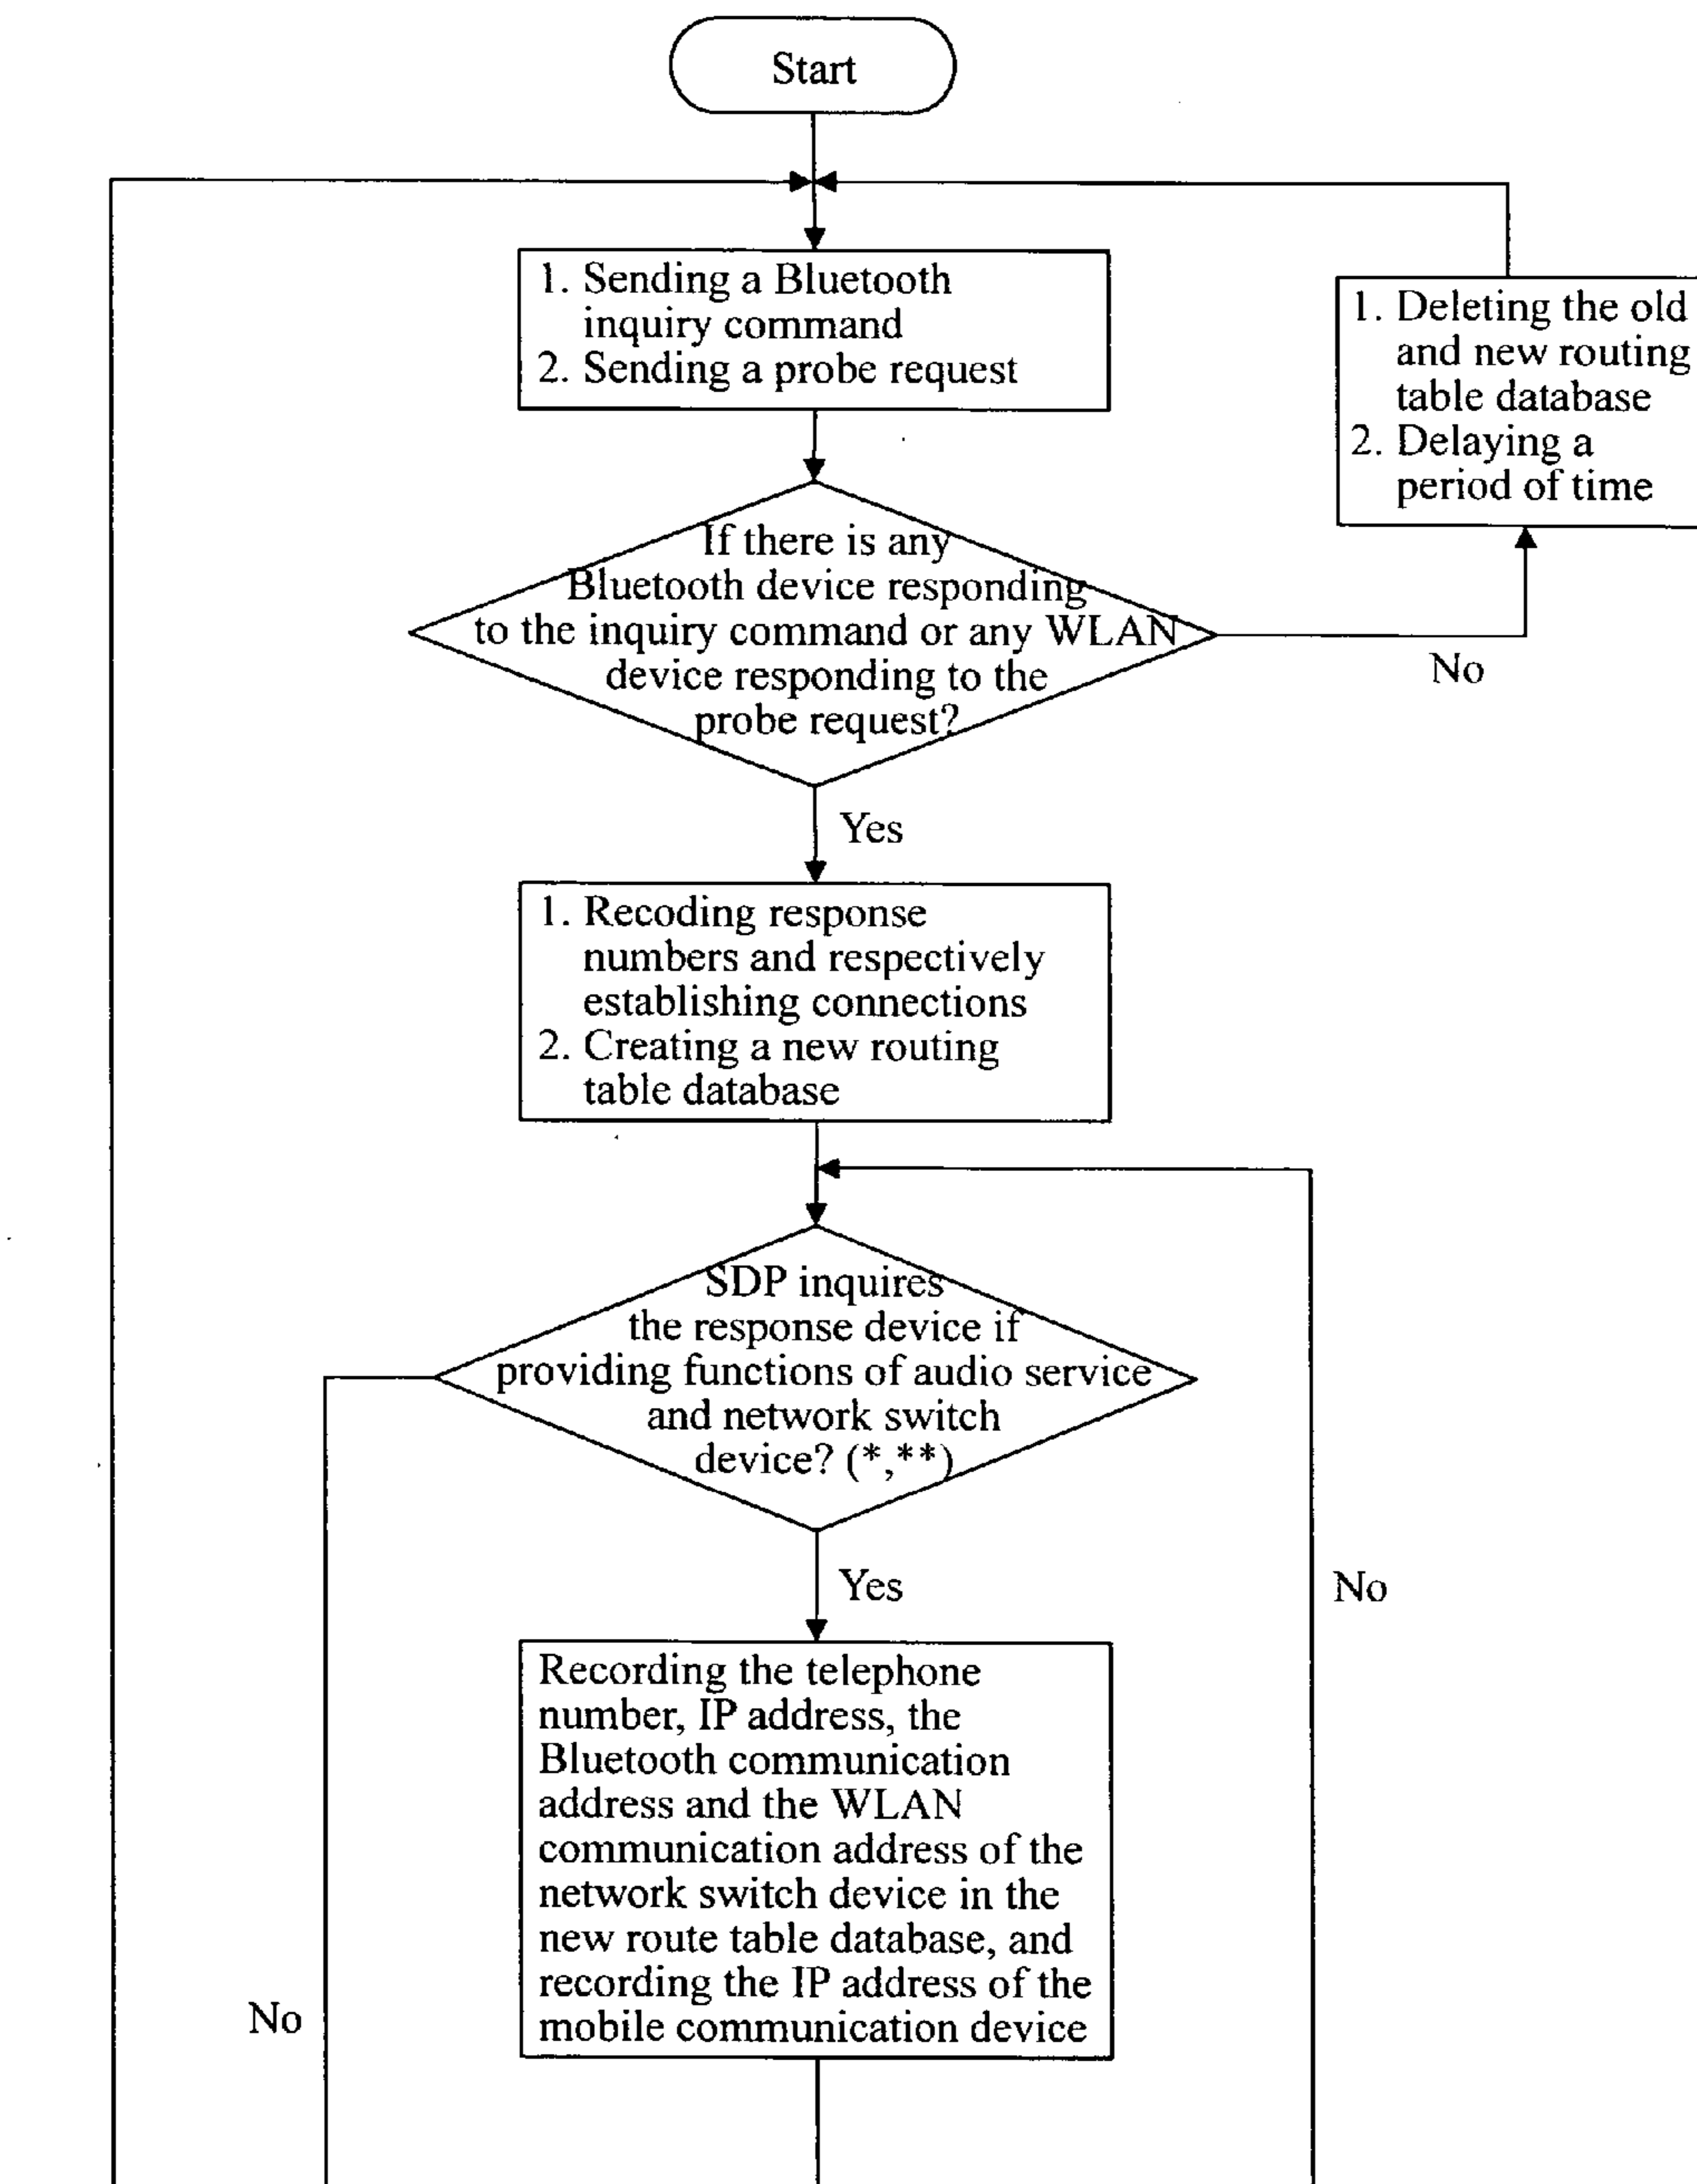 Start
1. Sending a Bluetooth
inquiry command
2. Sending a probe request
1. Deleting the old
and new routing
table database
2. Delaying a
period of time
If there is any
Bluetooth device responding
to the inquiry command or any WLAN
device responding to the
probe request?
No
Yes
1. Recoding response
numbers and respectively
establishing connections
2. Creating a new routing
table database
SDP inquires
the response device if
providing functions of audio service
and network switch
device? (*,**)
Yes
No
Recording the telephone
number, IP address, the
Bluetooth communication
address and the WLAN
communication address of the
network switch device in the
new route table database, and
recording the IP address of the
mobile communication device
No